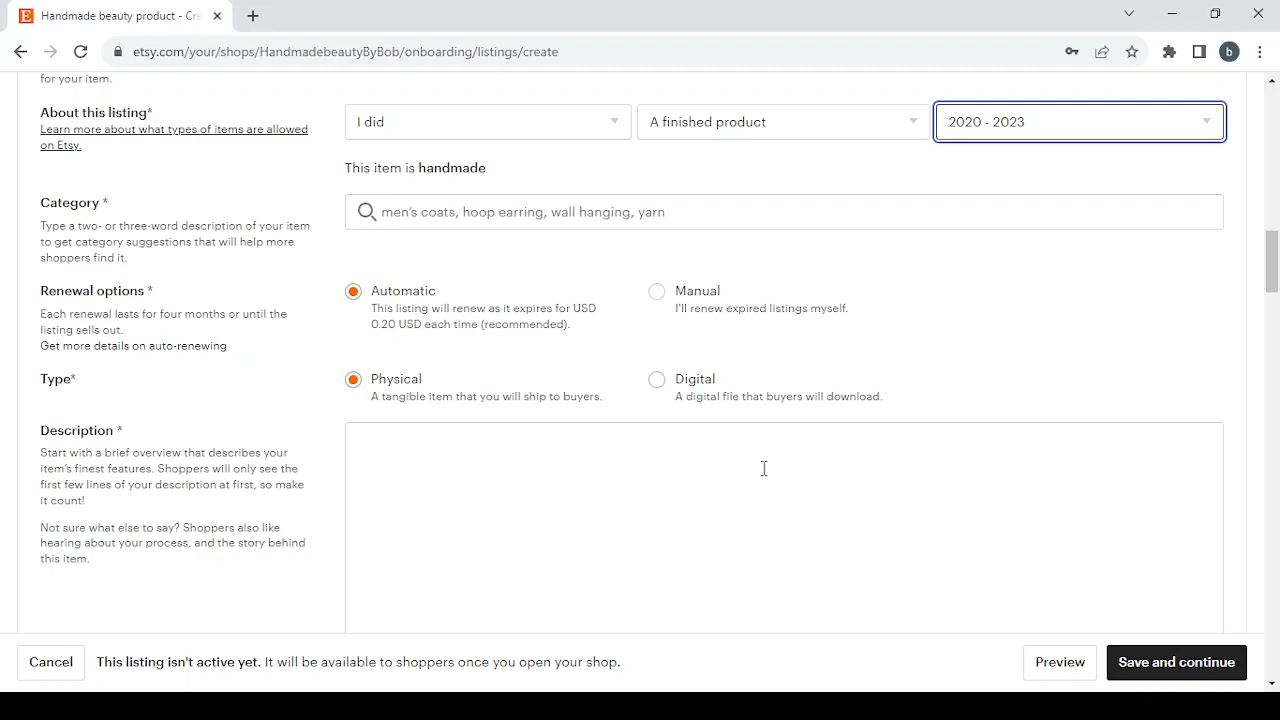 Handmade beauty product - Cre
etsy.com/your/shops/HandmadebeautyByBob/onboarding/listings/create
b
for your item.
About this listing*
Learn more about what types of items are allowed
on Etsy.
I did
A finished product
2020 - 2023
This item is handmade
Category *
Type a two- or three-word description of your item
to get category suggestions that will help more
shoppers find it.
men's coats, hoop earring, wall hanging, yarn
Renewal options *
Each renewal lasts for four months or until the
listing sells out.
Get more details on auto-renewing
Automatic
This listing will renew as it expires for USD
0.20 USD each time (recommended).
Manual
I'll renew expired listings myself.
Type*
Physical
A tangible item that you will ship to buyers.
Digital
A digital file that buyers will download.
Description *
Start with a brief overview that describes your
item's finest features. Shoppers will only see the
first few lines of your description at first, so make
it count!
Not sure what else to say? Shoppers also like
hearing about your process, and the story behind
this item.
Cancel
This listing isn't active yet. It will be available to shoppers once you open your shop.
Preview
Save and continue